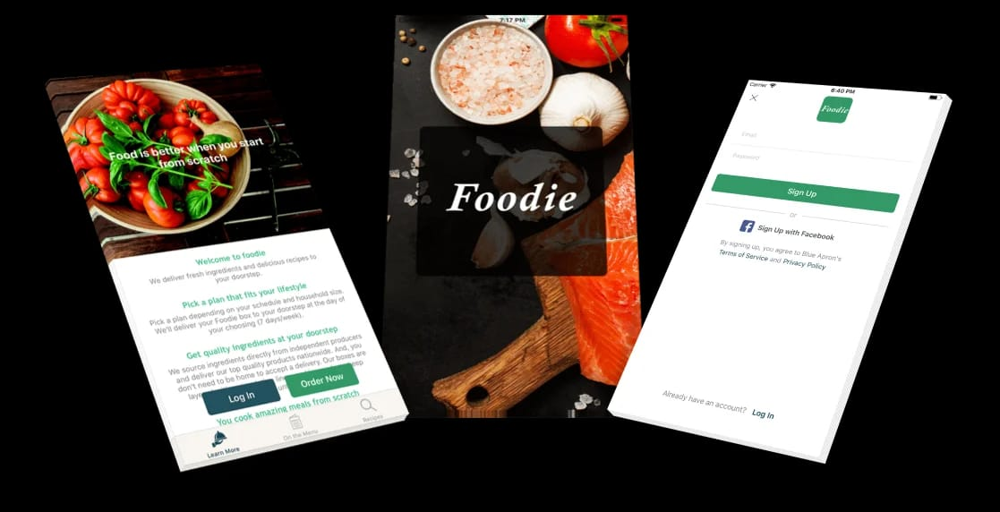 Food is better when you start
from scratch
Welcome to foodie
We deliver fresh ingredients and delicious recipes to
your doorstep.
Pick a plan that fits your lifestyle
Pick a plan depending on your schedule and household size.
We'll deliver your Foodie box to your doorstep at the day of
your choosing (7 days/week).
Get quality ingredients at your doorstep
We source ingredients directly from independent producers
and deliver our top quality products nationwide. And, you
don't need to be home to accept a delivery. Our boxes are
Log In
Order Now
You cook amazing meals from scratch
Learn More
On the Menu
Recipes
7:17 PM
Foodie
Carrier
6:40 PM
Foodie
Email
Password
Sign Up
or
Sign Up with Facebook
By signing up, you agree to Blue Apron's
Terms of Service and Privacy Policy
Already have an account? Log In